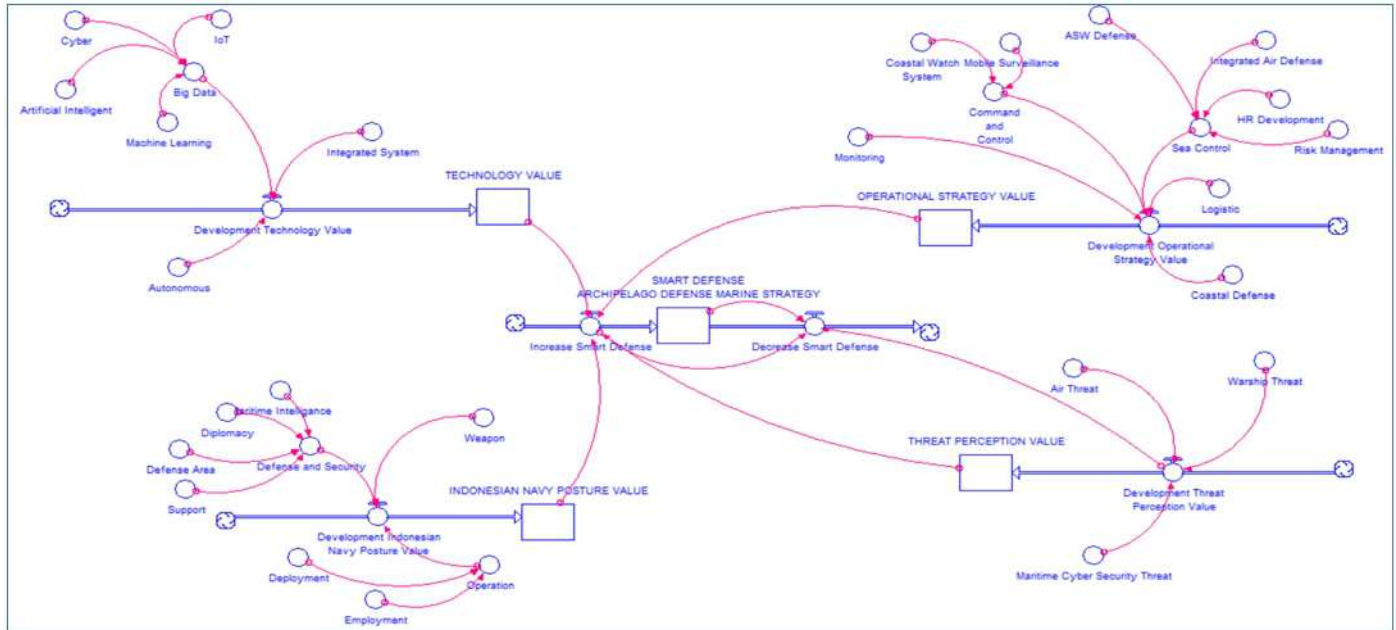 Cyber
IoT
Big Data
Artificial Intelligent
Machine Learning
Integrated System
TECHNOLOGY VALUE
Development Technology Value
Autonomous
ASW Defense
Coastal Watch Mobile Surveillance
System
Integrated Air Defense
Command
and
Control
HR Development
Monitoring
Sea Control
Risk Management
OPERATIONAL STRATEGY VALUE
Logistic
Development Operational
Strategy Value
Coastal Defense
SMART DEFENSE
ARCHIPELAGO DEFENSE MARINE STRATEGY
Increase Smart Defense
Decrease Smart Defense
Air Threat
Warship Threat
THREAT PERCEPTION VALUE
Development Threat
Perception Value
Maritime Cyber Security Threat
Intelligance
Diplomacy
Weapon
Defense Area
Defense and Security
Support
INDONESIAN NAVY POSTURE VALUE
Development Indonesian
Navy Posture Value
Deployment
Operation
Employment